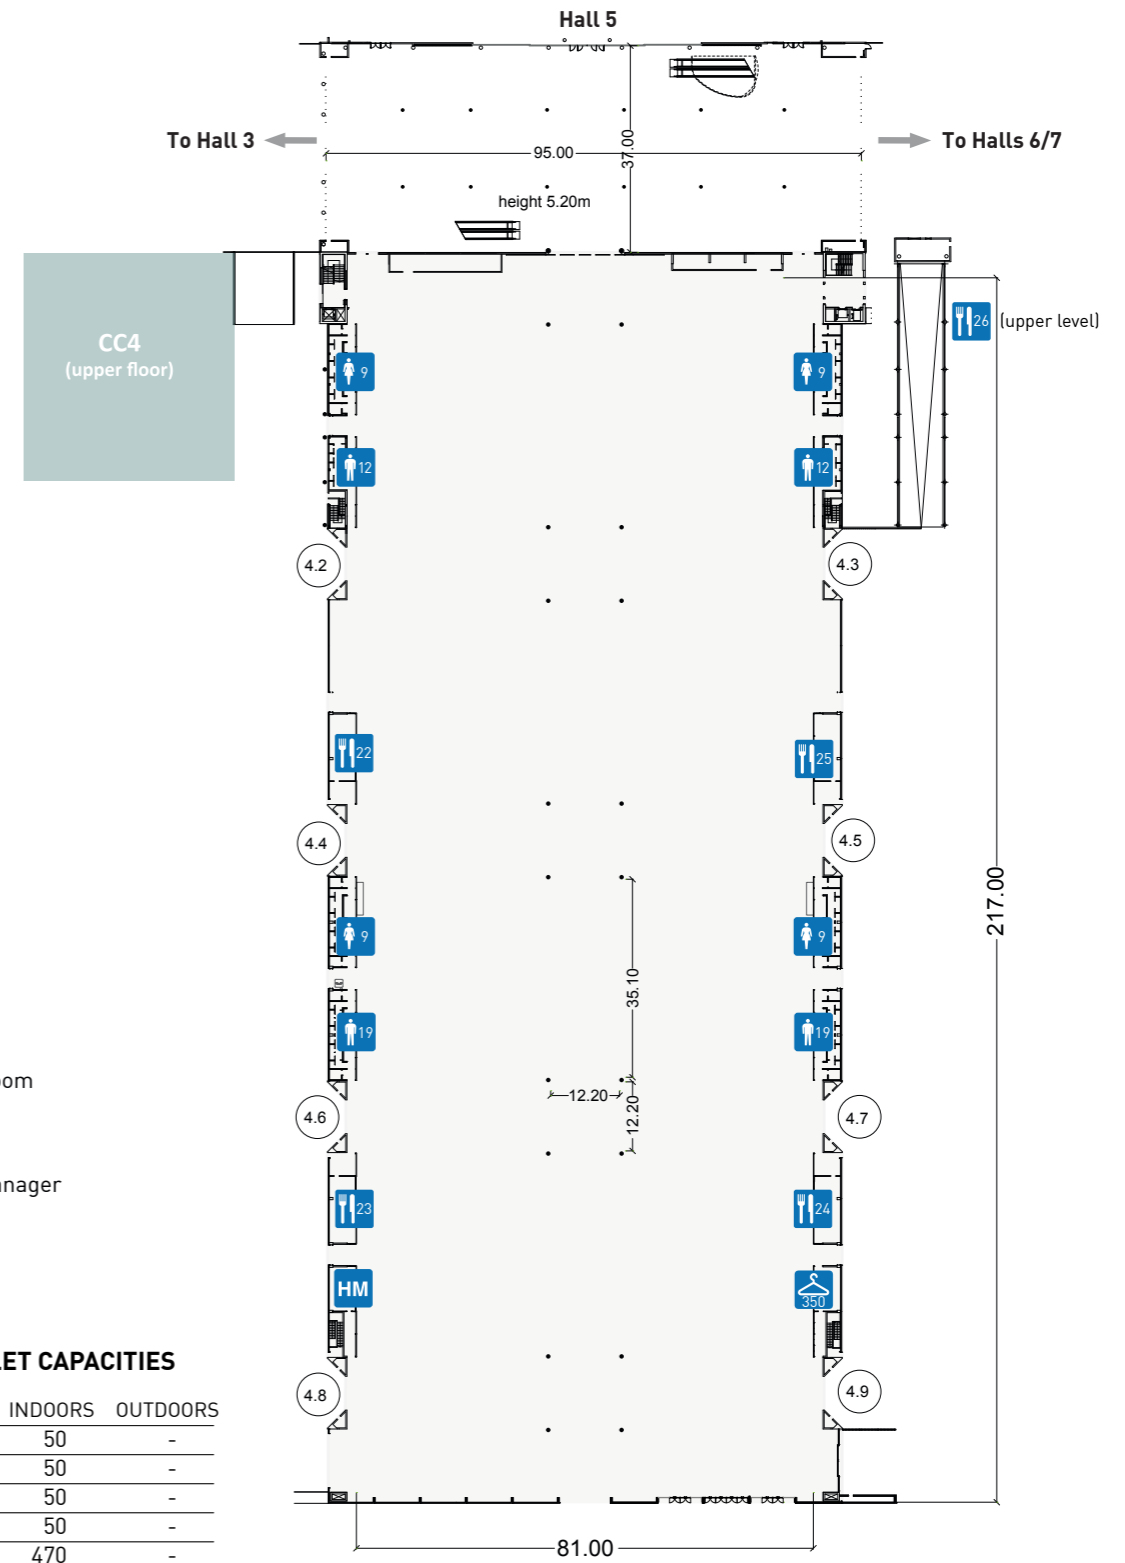 Hall 5
To Hall 3
To Halls 6/7
95.00
37.00
height 5.20m
CC4
(upper floor)
26 (upper level)
9
9
12
12
4.2
4.3
22
25
4.4
4.5
217.00
9
9
35.10
19
19
oom
12.20
12.20
4.6
4.7
anager
23
24
HM
350
LET CAPACITIES
4.8
4.9
INDOORS OUTDOORS
50 -
50 -
50 -
50 -
470 -
81.00